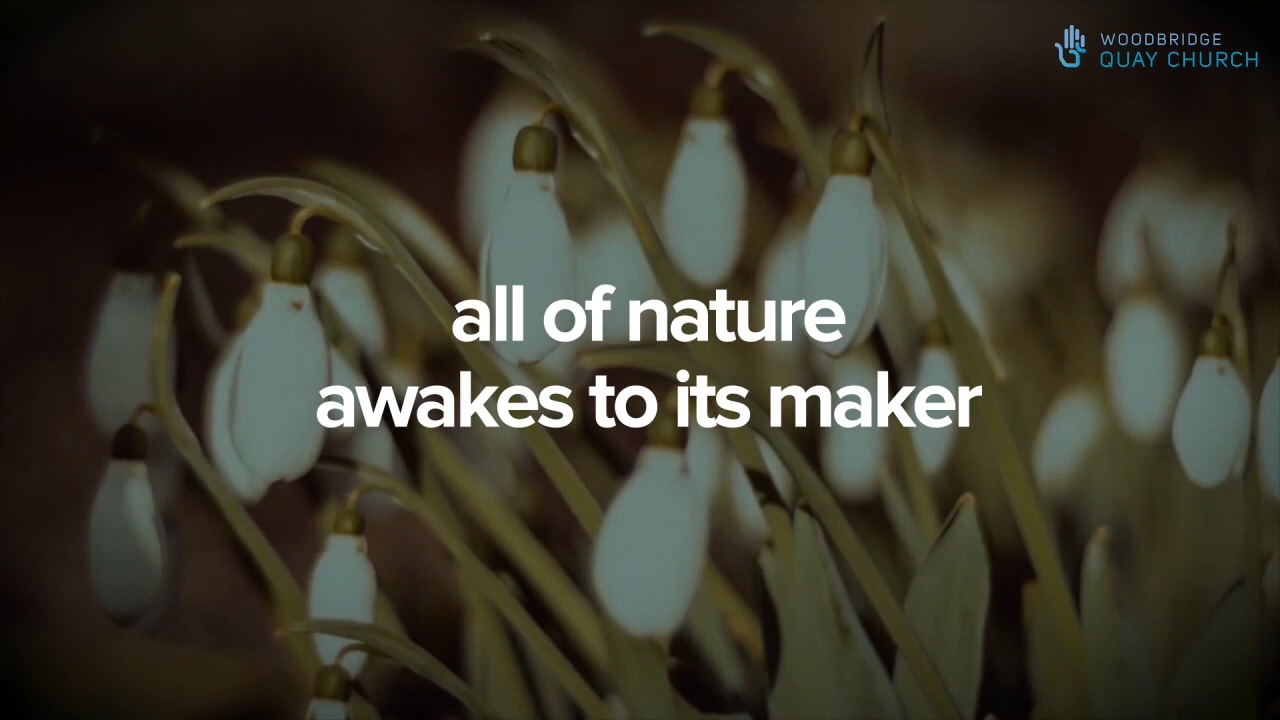 WOODBRIDGE
QUAY CHURCH
all of nature
awakes to its maker